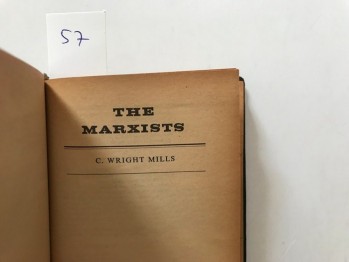 57
THE
MARXISTS
C. WRIGHT MILLS